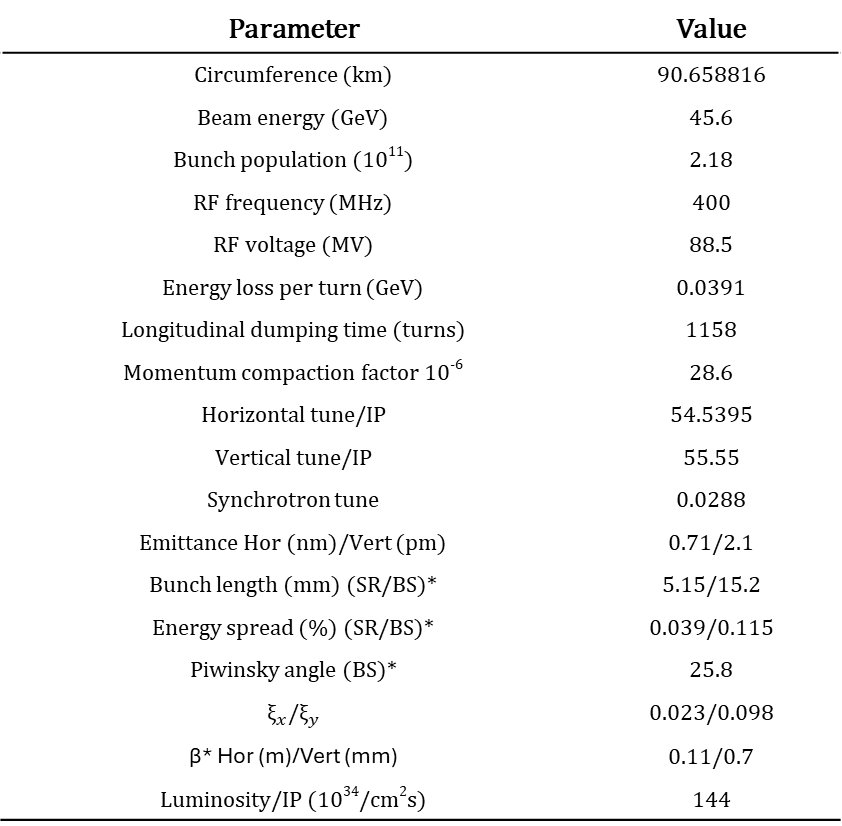 Parameter Value
Circumference (km) 90.658816
Beam energy (GeV) 45.6
Bunch population (10¹¹) 2.18
RF frequency (MHz) 400
RF voltage (MV) 88.5
Energy loss per turn (GeV) 0.0391
Longitudinal dumping time (turns) 1158
Momentum compaction factor 10⁻⁶ 28.6
Horizontal tune/IP 54.5395
Vertical tune/IP 55.55
Synchrotron tune 0.0288
Emittance Hor (nm)/Vert (pm) 0.71/2.1
Bunch length (mm) (SR/BS)* 5.15/15.2
Energy spread (%) (SR/BS)* 0.039/0.115
Piwinsky angle (BS)* 25.8
ξₓ/ξᵧ 0.023/0.098
β* Hor (m)/Vert (mm) 0.11/0.7
Luminosity/IP (10³⁴/cm²s) 144